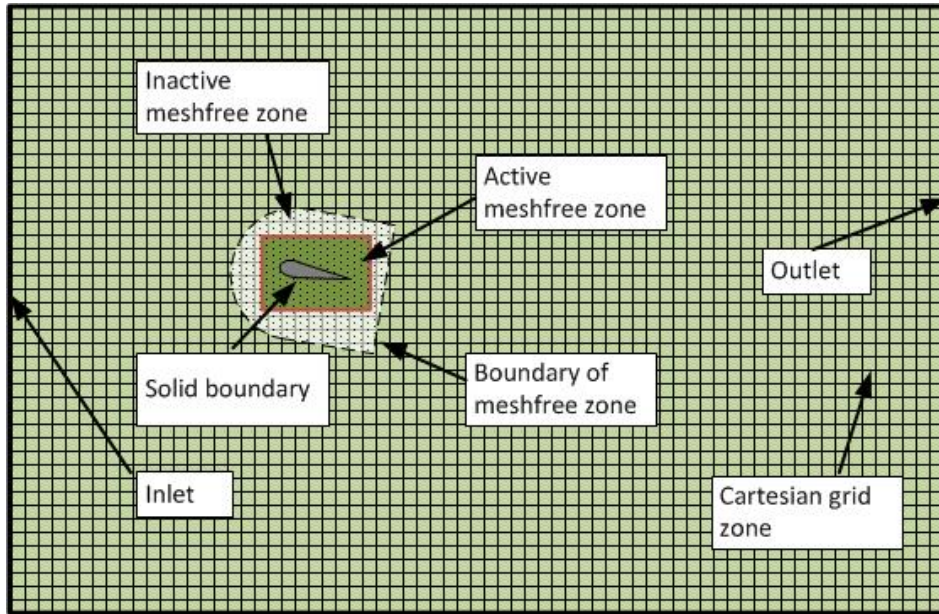 Inactive
meshfree zone
Active
meshfree zone
Outlet
Solid boundary
Boundary of
meshfree zone
Inlet
Cartesian grid
zone